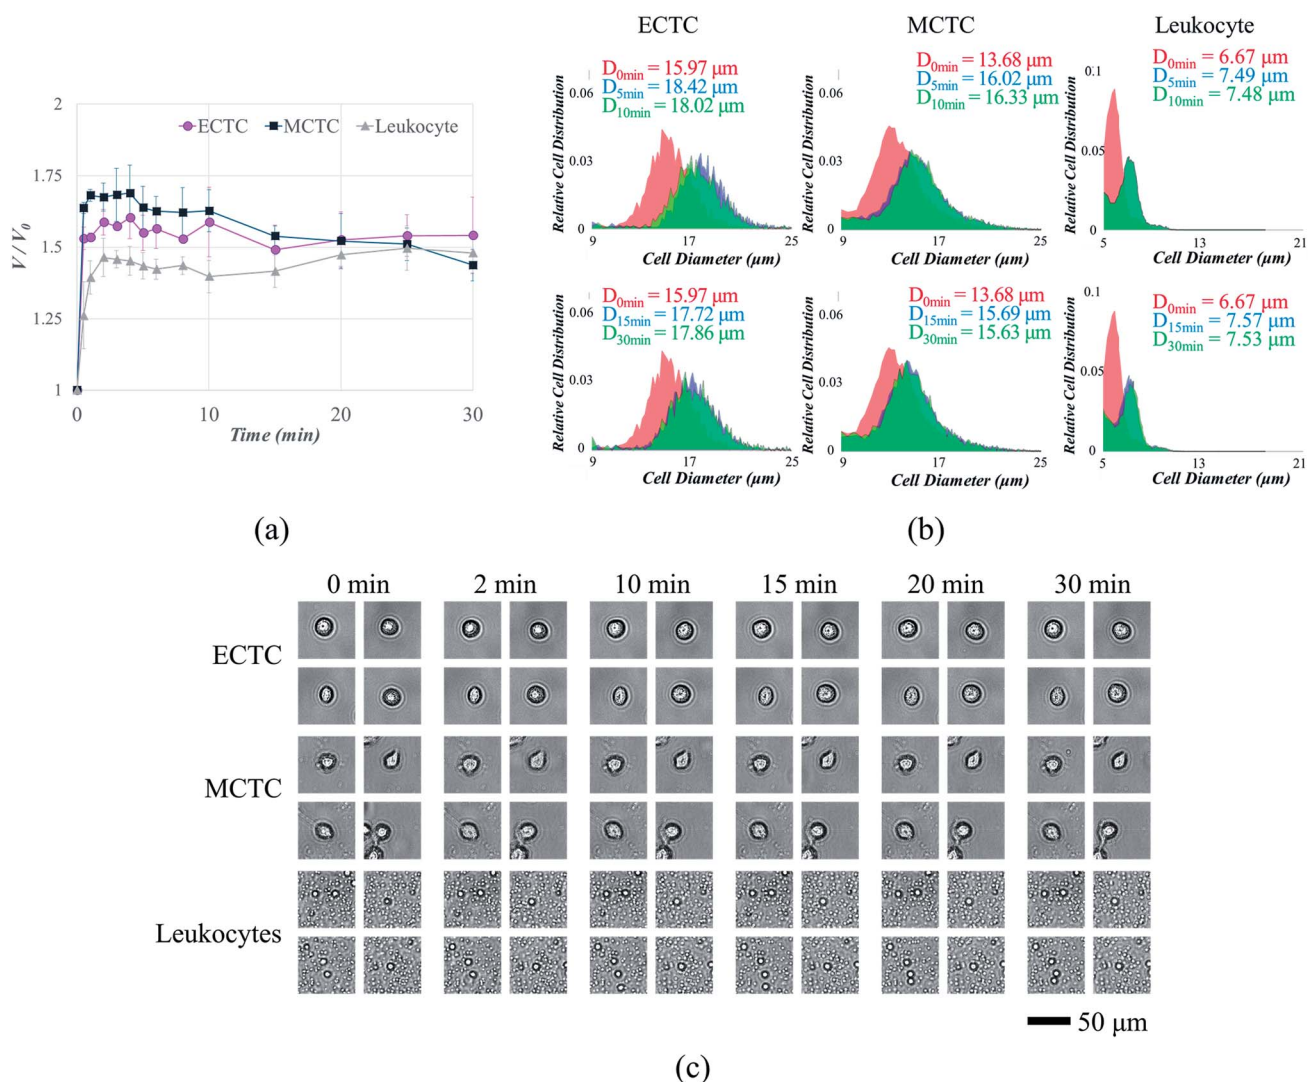 2
1.75
1.5
1.25
1
V / V0
ECTC MCTC Leukocyte
0 10 20 30
Time (min)
(a)
ECTC MCTC Leukocyte
D0min = 15.97 µm
D5min = 18.42 µm
D10min = 18.02 µm
0.06
0.03
0
Relative Cell Distribution
9 17 25
Cell Diameter (µm)
D0min = 13.68 µm
D5min = 16.02 µm
D10min = 16.33 µm
0.06
0.03
0
Relative Cell Distribution
9 17 25
Cell Diameter (µm)
D0min = 6.67 µm
D5min = 7.49 µm
D10min = 7.48 µm
0.1
0.05
0
Relative Cell Distribution
5 13 21
Cell Diameter (µm)
D0min = 15.97 µm
D15min = 17.72 µm
D30min = 17.86 µm
0.06
0.03
0
Relative Cell Distribution
9 17 25
Cell Diameter (µm)
D0min = 13.68 µm
D15min = 15.69 µm
D30min = 15.63 µm
0.06
0.03
0
Relative Cell Distribution
9 17 25
Cell Diameter (µm)
D0min = 6.67 µm
D15min = 7.57 µm
D30min = 7.53 µm
0.1
0.05
0
Relative Cell Distribution
5 13 21
Cell Diameter (µm)
(b)
0 min 2 min 10 min 15 min 20 min 30 min
ECTC
MCTC
Leukocytes
50 µm
(c)